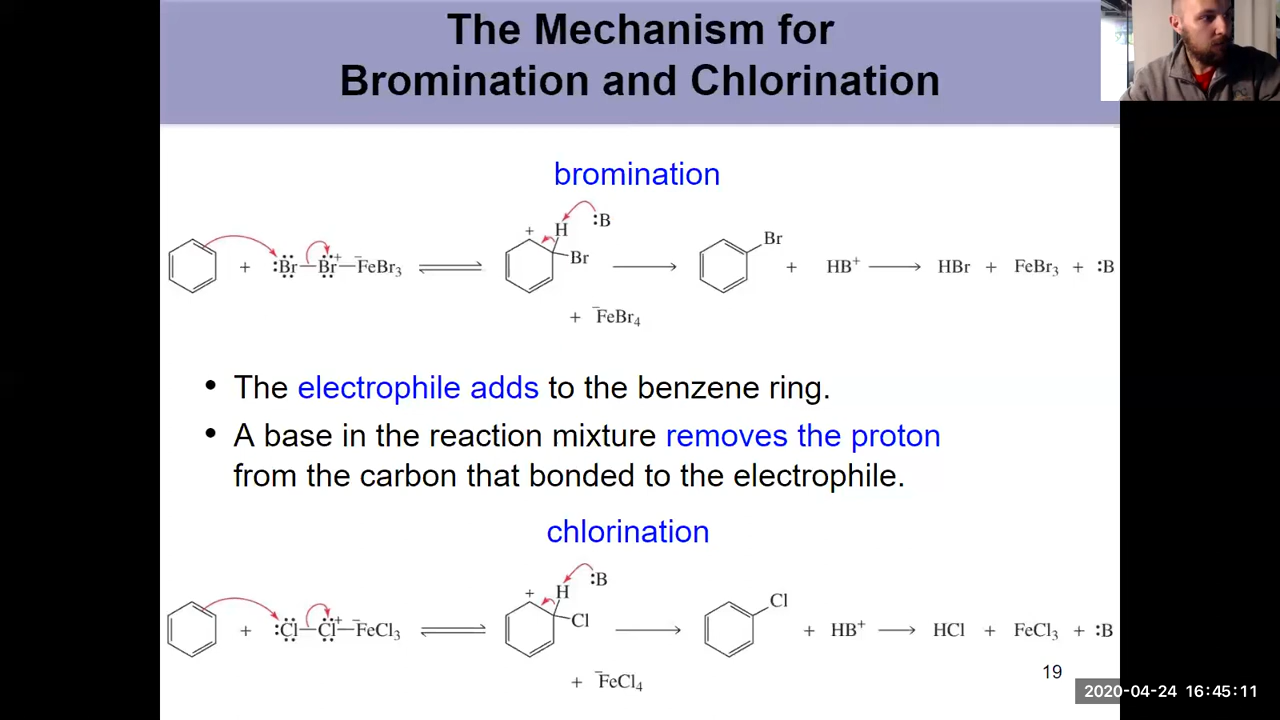 The Mechanism for
Bromination and Chlorination
bromination
+ :Br—Br⁺—⁻FeBr₃ ⇌ + H :B Br ⟶ Br + HB⁺ ⟶ HBr + FeBr₃ + :B
+ ⁻FeBr₄
• The electrophile adds to the benzene ring.
• A base in the reaction mixture removes the proton
from the carbon that bonded to the electrophile.
chlorination
+ :Cl—Cl⁺—⁻FeCl₃ ⇌ + H :B Cl ⟶ Cl + HB⁺ ⟶ HCl + FeCl₃ + :B
+ ⁻FeCl₄
19
2020-04-24 16:45:11